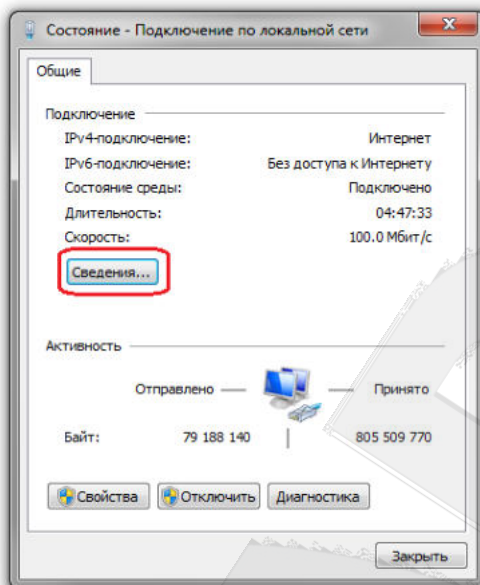 Состояние - Подключение по локальной сети
Общие
Подключение
IPv4-подключение: Интернет
IPv6-подключение: Без доступа к Интернету
Состояние среды: Подключено
Длительность: 04:47:33
Скорость: 100.0 Мбит/с
Сведения...
Активность
Отправлено — — Принято
Байт: 79 188 140 | 805 509 770
Свойства Отключить Диагностика
Закрыть